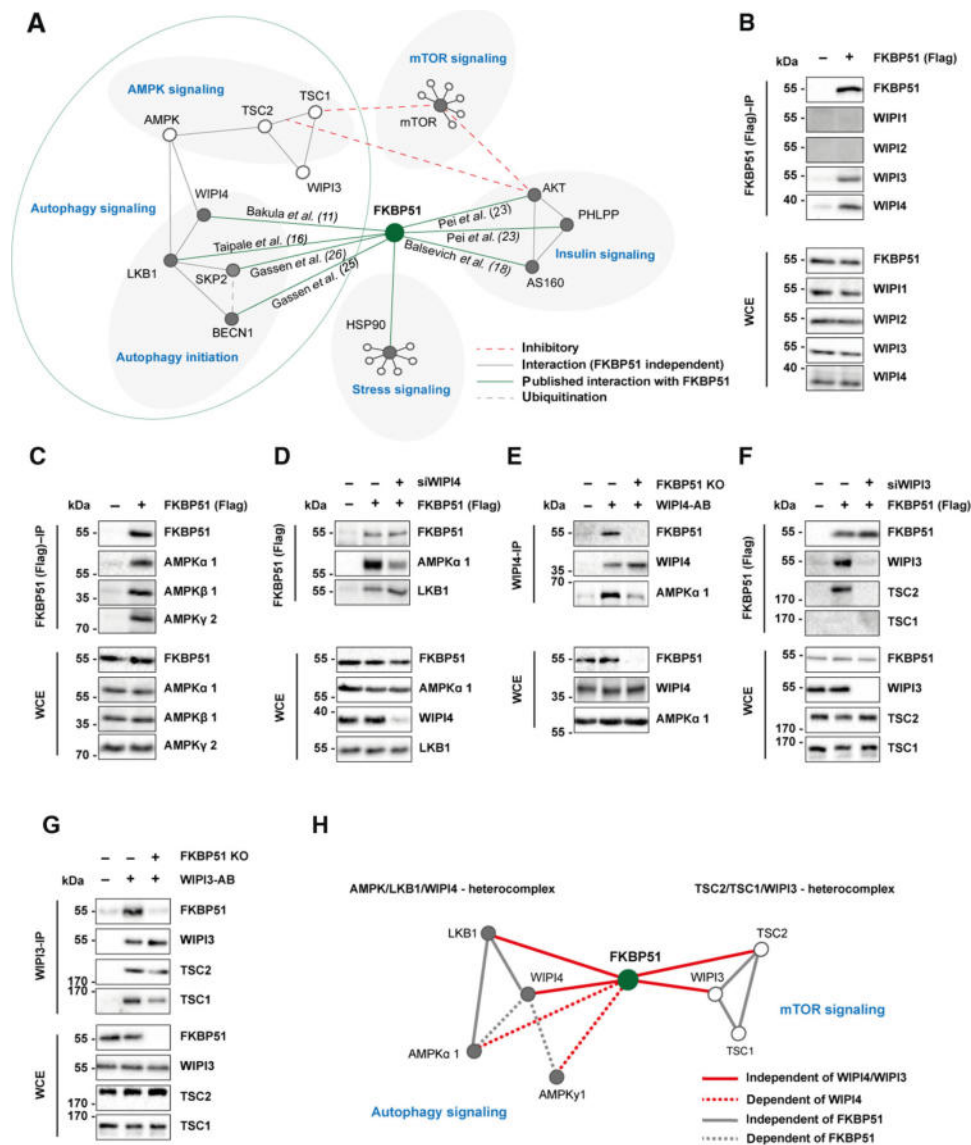 A
mTOR signaling
AMPK signaling
TSC1
TSC2
AMPK
mTOR
WIPI3
WIPI4
Autophagy signaling
FKBP51
AKT
Bakula et al. (11)
Pei et al. (23)
PHLPP
Taipale et al. (16)
Pei et al. (23)
LKB1
SKP2
Gassen et al. (26)
Balsevich et al. (18)
Insulin signaling
Gassen et al. (25)
AS160
BECN1
HSP90
Autophagy initiation
Stress signaling
Inhibitory
Interaction (FKBP51 independent)
Published interaction with FKBP51
Ubiquitination
B
kDa – + FKBP51 (Flag)
FKBP51 (Flag)–IP
55 - FKBP51
55 - WIPI1
55 - WIPI2
55 - WIPI3
40 - WIPI4
WCE
55 - FKBP51
55 - WIPI1
55 - WIPI2
55 - WIPI3
40 - WIPI4
C
kDa – + FKBP51 (Flag)
FKBP51 (Flag)–IP
55 - FKBP51
55 - AMPKα 1
35 - AMPKβ 1
70 - AMPKγ 2
WCE
55 - FKBP51
55 - AMPKα 1
35 - AMPKβ 1
70 - AMPKγ 2
D
– – + siWIPI4
kDa – + + FKBP51 (Flag)
FKBP51 (Flag)
55 - FKBP51
55 - AMPKα 1
55 - LKB1
WCE
55 - FKBP51
55 - AMPKα 1
40 - WIPI4
55 - LKB1
E
– – + FKBP51 KO
kDa – + + WIPI4-AB
WIPI4-IP
55 - FKBP51
35 - WIPI4
70 -
55 - AMPKα 1
WCE
55 - FKBP51
40 - WIPI4
55 - AMPKα 1
F
– – + siWIPI3
kDa – + + FKBP51 (Flag)
FKBP51 (Flag)
55 - FKBP51
55 - WIPI3
170 - TSC2
170 - TSC1
WCE
55 - FKBP51
55 - WIPI3
170 - TSC2
170 - TSC1
G
– – + FKBP51 KO
kDa – + + WIPI3-AB
WIPI3-IP
55 - FKBP51
55 - WIPI3
170 - TSC2
170 - TSC1
WCE
55 - FKBP51
55 - WIPI3
170 - TSC2
170 - TSC1
H
AMPK/LKB1/WIPI4 - heterocomplex
TSC2/TSC1/WIPI3 - heterocomplex
LKB1
FKBP51
TSC2
WIPI4
WIPI3
mTOR signaling
AMPKα 1
TSC1
AMPKγ1
Autophagy signaling
Independent of WIPI4/WIPI3
Dependent of WIPI4
Independent of FKBP51
Dependent of FKBP51